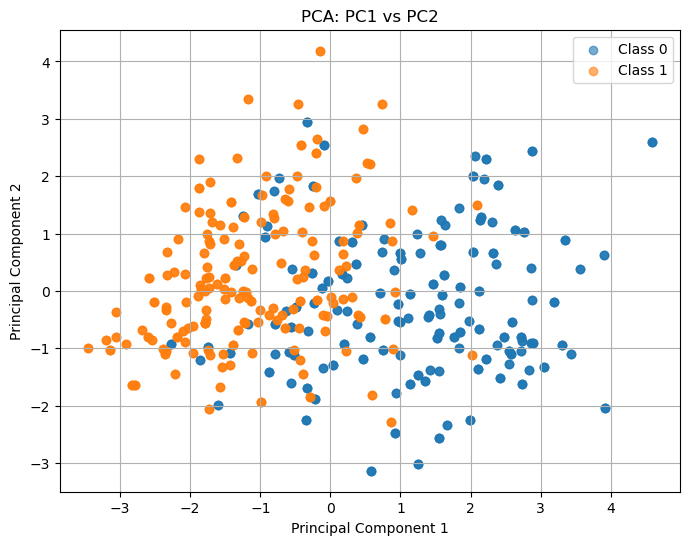 PCA: PC1 vs PC2
Class 0
Class 1
4
3
2
1
0
−1
−2
−3
Principal Component 2
−3 −2 −1 0 1 2 3 4
Principal Component 1